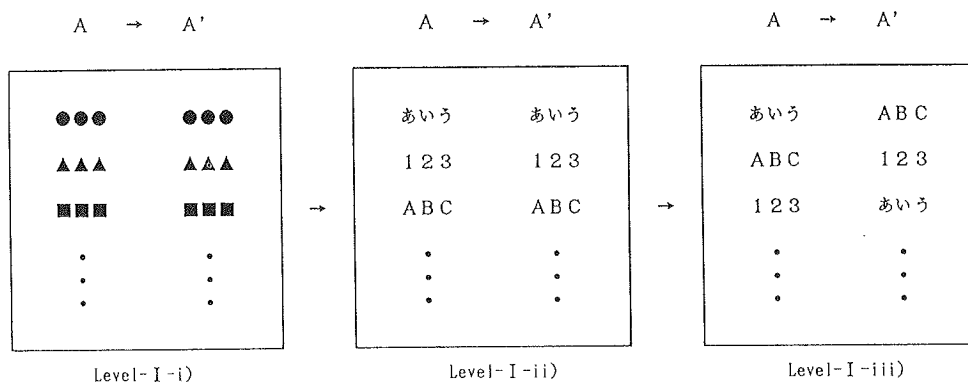 A → A' A → A' A → A'
●●● ●●● あいう あいう あいう ABC
▲▲▲ ▲▲▲ 123 123 ABC 123
■■■ ■■■ → ABC ABC → 123 あいう
Level-I-i) Level-I-ii) Level-I-iii)